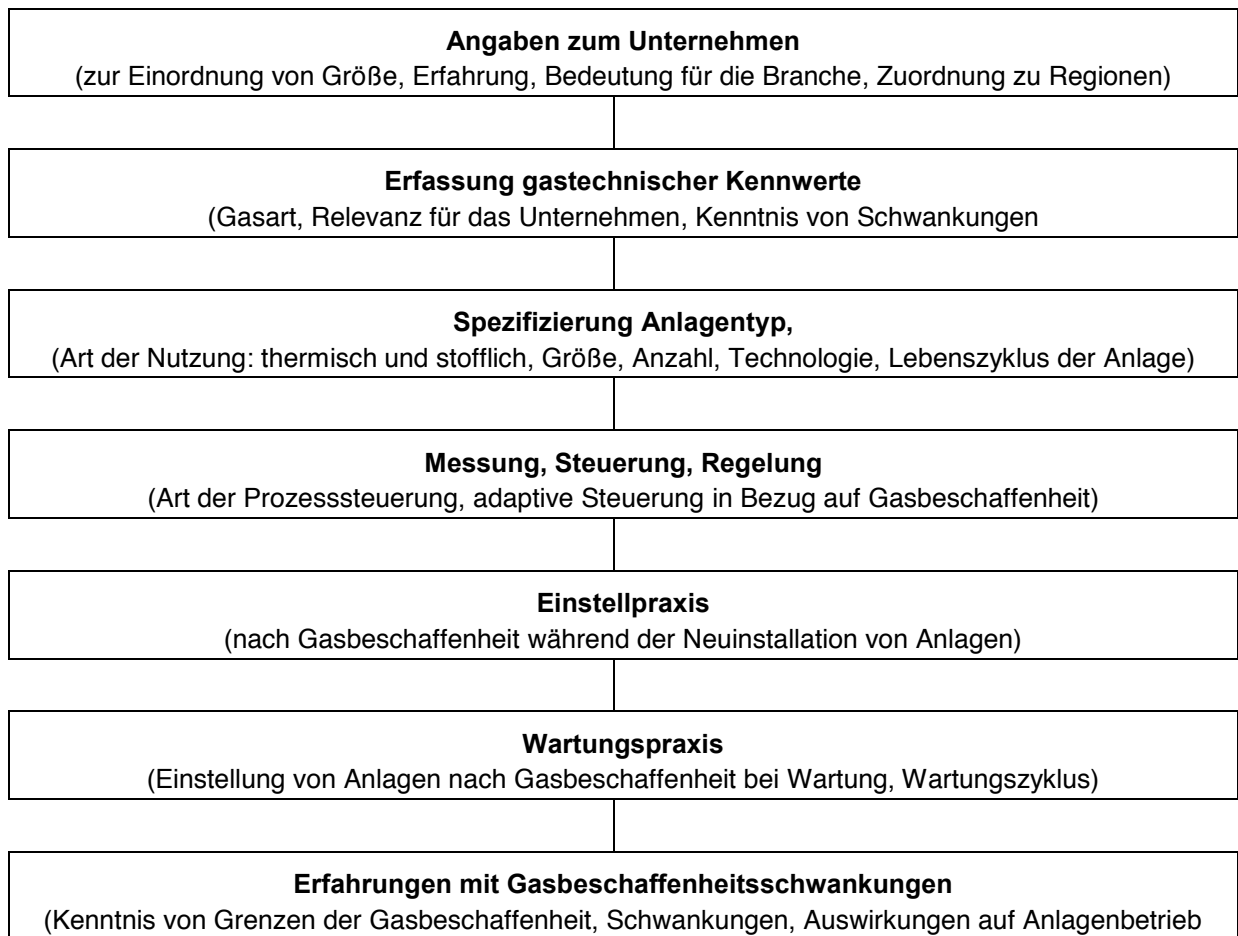 Angaben zum Unternehmen
(zur Einordnung von Größe, Erfahrung, Bedeutung für die Branche, Zuordnung zu Regionen)
Erfassung gastechnischer Kennwerte
(Gasart, Relevanz für das Unternehmen, Kenntnis von Schwankungen
Spezifizierung Anlagentyp,
(Art der Nutzung: thermisch und stofflich, Größe, Anzahl, Technologie, Lebenszyklus der Anlage)
Messung, Steuerung, Regelung
(Art der Prozesssteuerung, adaptive Steuerung in Bezug auf Gasbeschaffenheit)
Einstellpraxis
(nach Gasbeschaffenheit während der Neuinstallation von Anlagen)
Wartungspraxis
(Einstellung von Anlagen nach Gasbeschaffenheit bei Wartung, Wartungszyklus)
Erfahrungen mit Gasbeschaffenheitsschwankungen
(Kenntnis von Grenzen der Gasbeschaffenheit, Schwankungen, Auswirkungen auf Anlagenbetrieb